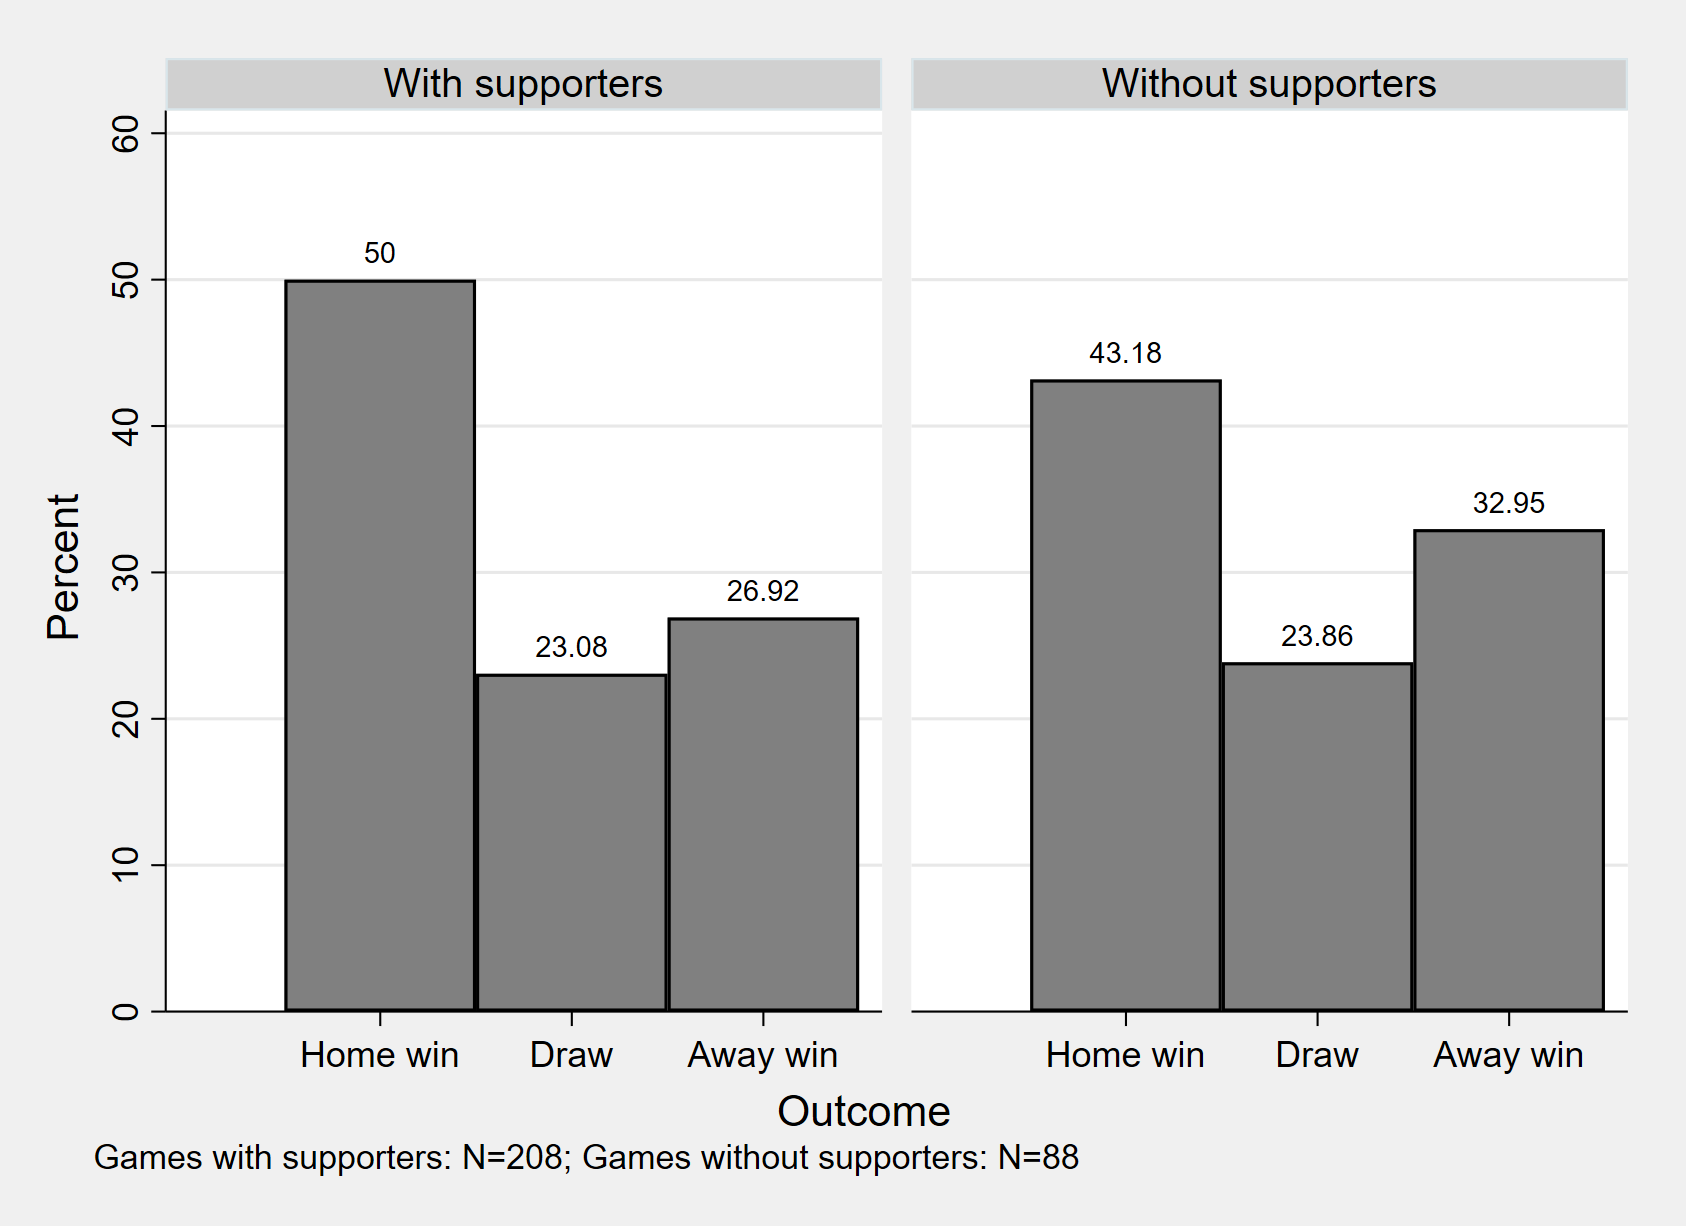 With supporters
Without supporters
Percent
60
50
40
30
20
10
0
50
23.08
26.92
43.18
23.86
32.95
Home win Draw Away win
Home win Draw Away win
Outcome
Games with supporters: N=208; Games without supporters: N=88